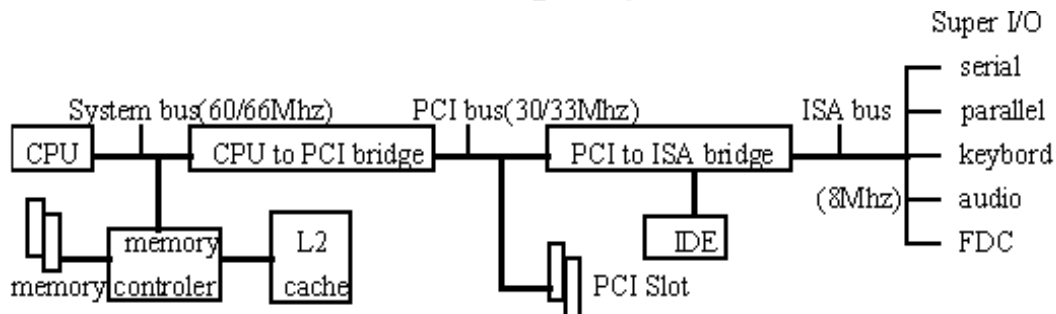 Super I/O
serial
System bus(60/66Mhz)
PCI bus(30/33Mhz)
ISA bus
parallel
CPU
CPU to PCI bridge
PCI to ISA bridge
keybord
(8Mhz)
audio
memory
L2
IDE
FDC
memory
controler
cache
PCI Slot